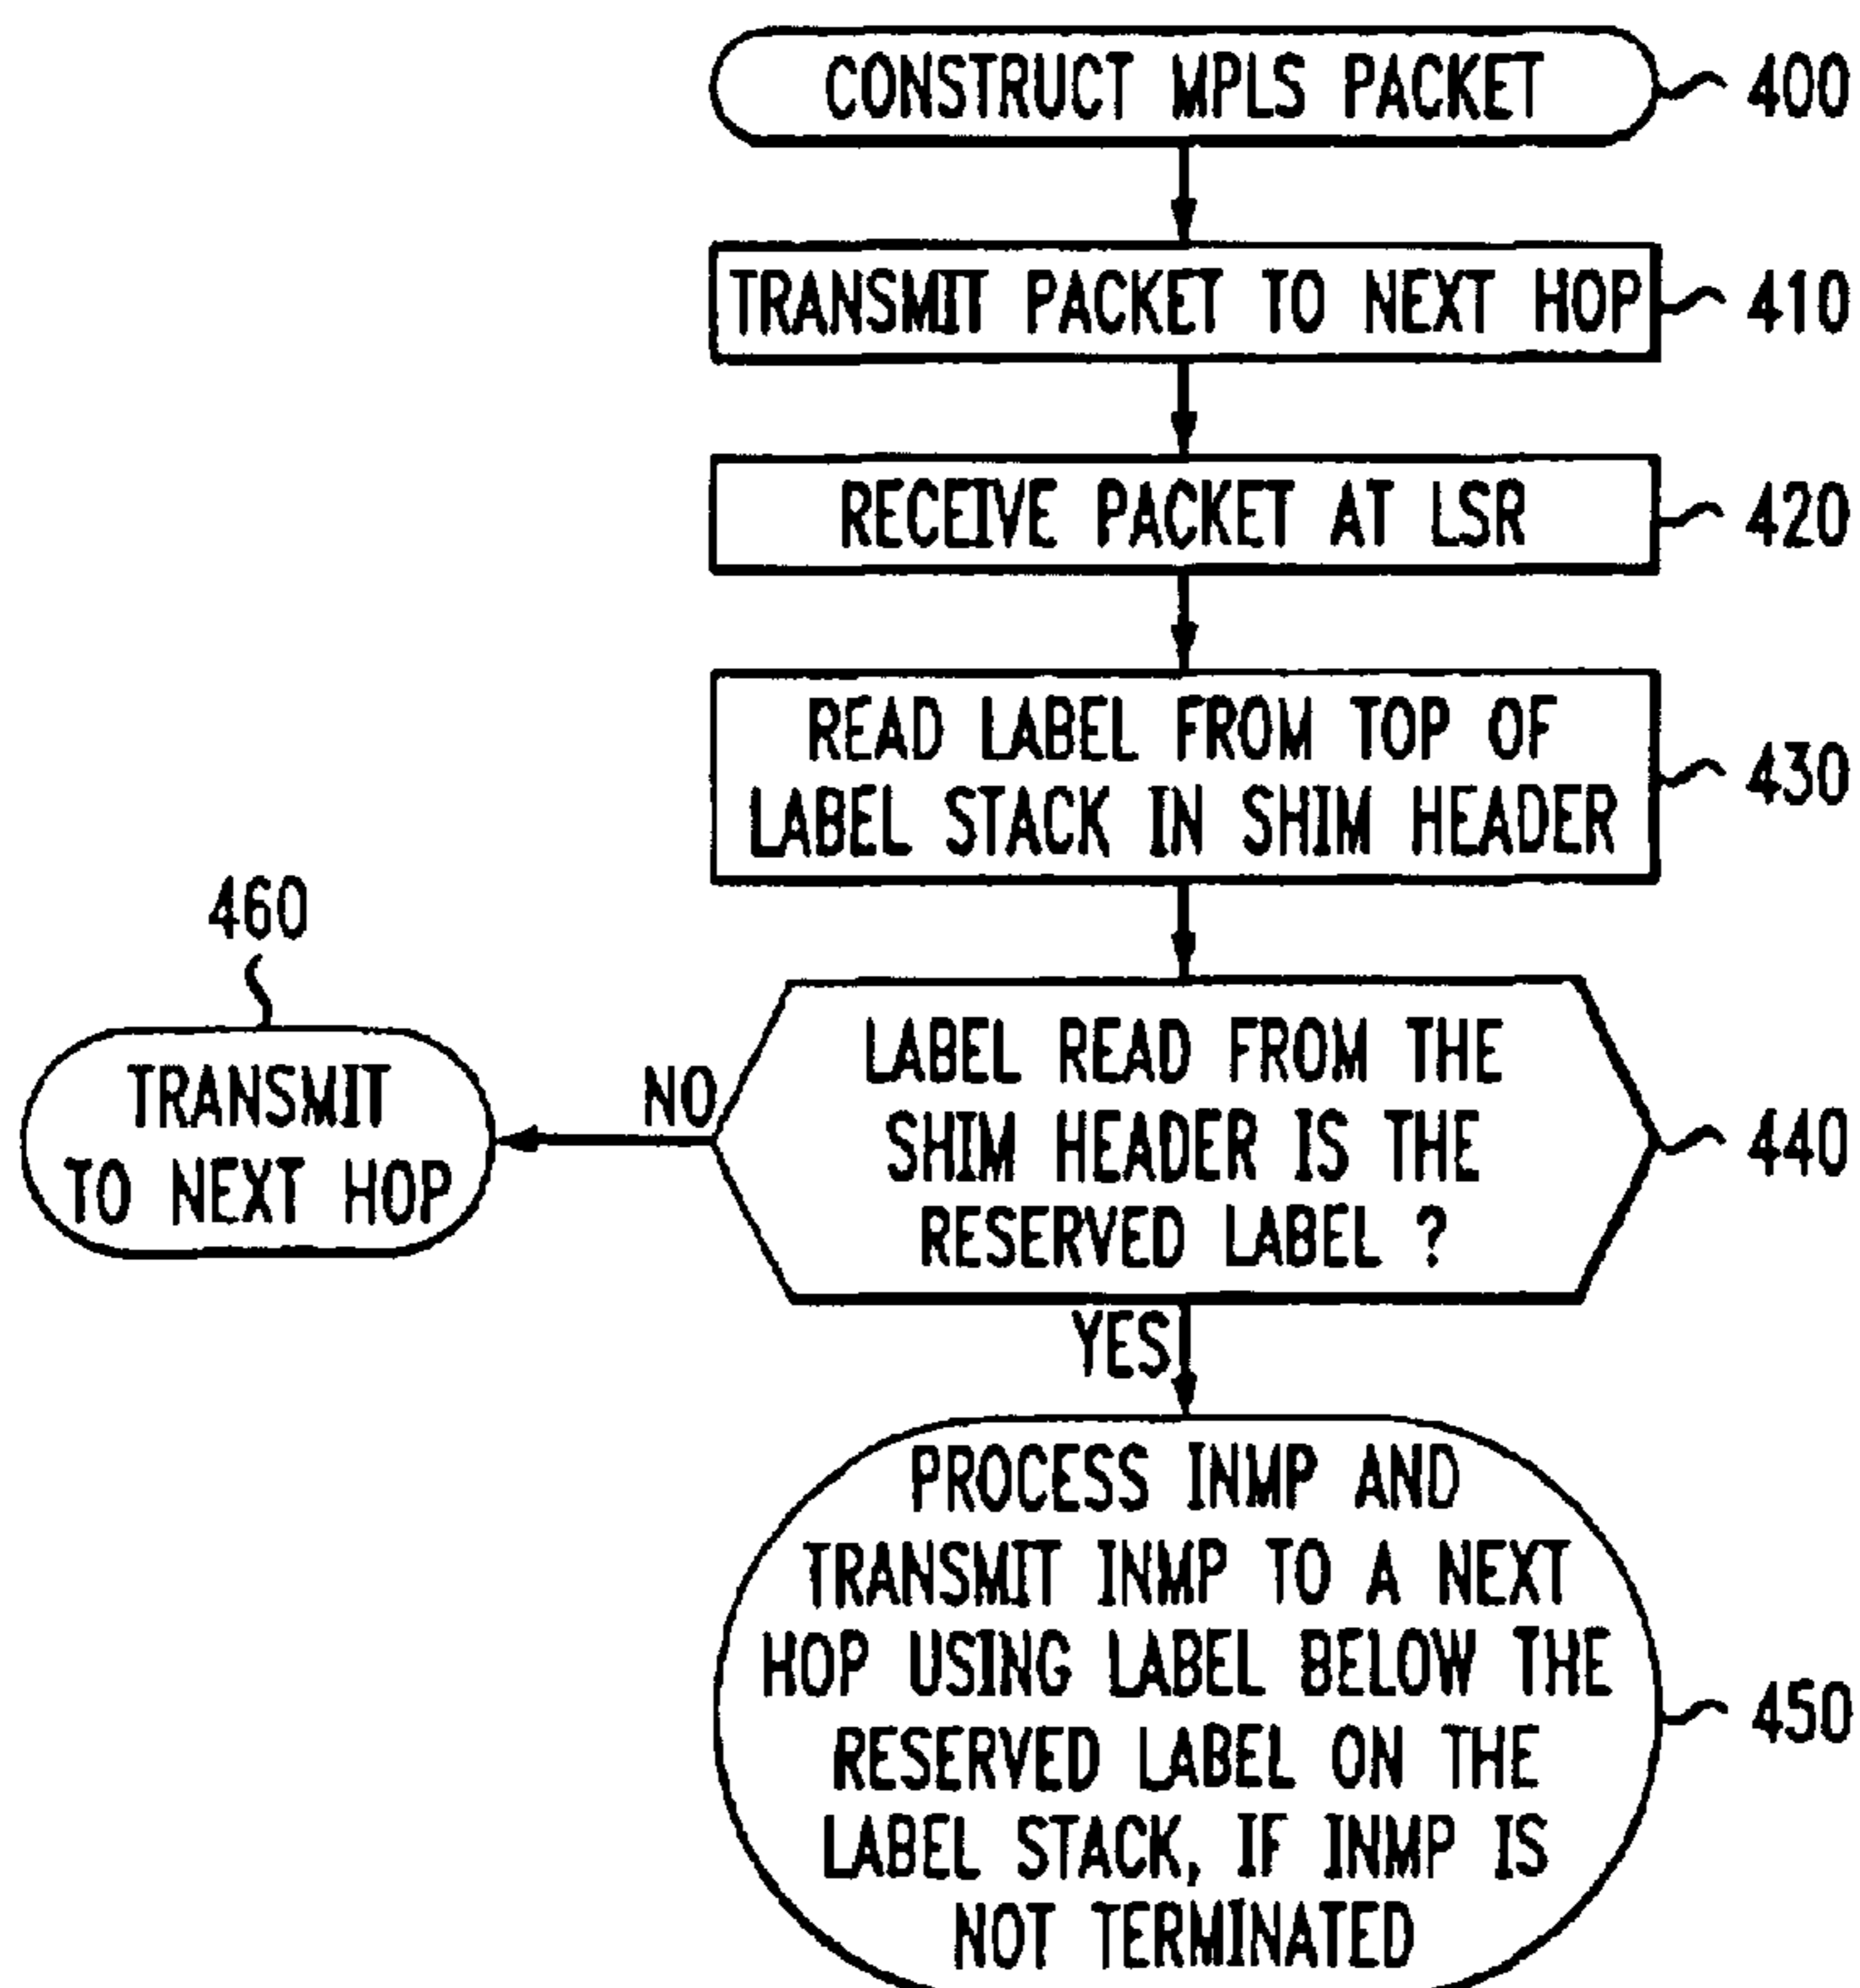 CONSTRUCT MPLS PACKET
400
TRANSMIT PACKET TO NEXT HOP
410
RECEIVE PACKET AT LSR
420
READ LABEL FROM TOP OF
LABEL STACK IN SHIM HEADER
430
460
TRANSMIT
TO NEXT HOP
NO
LABEL READ FROM THE
SHIM HEADER IS THE
RESERVED LABEL ?
440
YES
PROCESS INMP AND
TRANSMIT INMP TO A NEXT
HOP USING LABEL BELOW THE
RESERVED LABEL ON THE
LABEL STACK, IF INMP IS
NOT TERMINATED
450